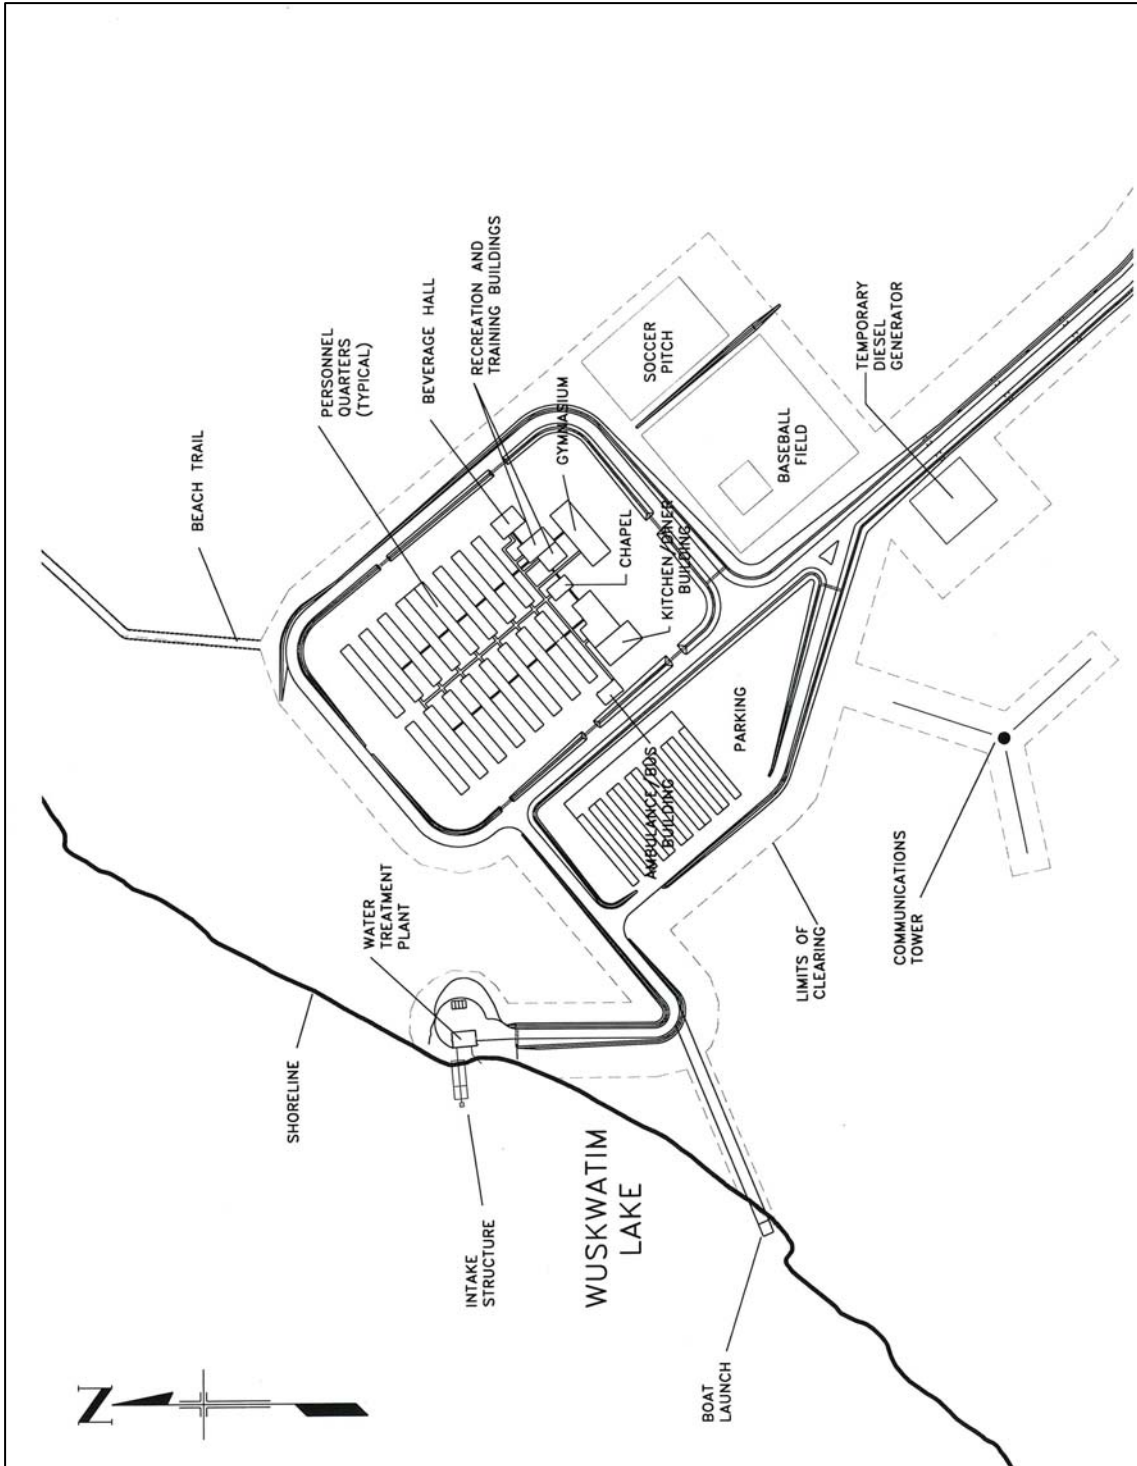 BEACH TRAIL
PERSONNEL
QUARTERS
(TYPICAL)
BEVERAGE HALL
RECREATION AND
TRAINING BUILDINGS
GYMNASIUM
CHAPEL
KITCHEN/DINER
BUILDING
SOCCER
PITCH
BASEBALL
FIELD
TEMPORARY
DIESEL
GENERATOR
PARKING
AMBULANCE/BUS
BUILDING
WATER
TREATMENT
PLANT
SHORELINE
INTAKE
STRUCTURE
WUSKWATIM
LAKE
BOAT
LAUNCH
LIMITS OF
CLEARING
COMMUNICATIONS
TOWER
N